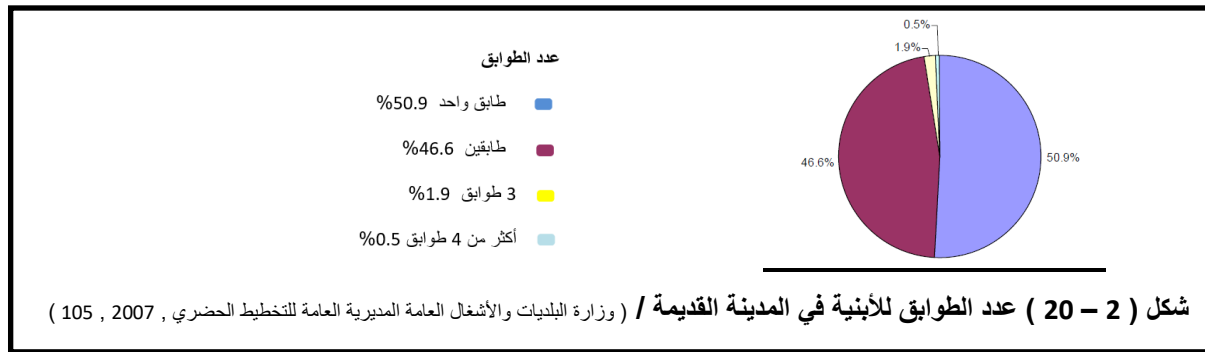 عدد الطوابق
طابق واحد 50.9%
طابقين 46.6%
3 طوابق 1.9%
أكثر من 4 طوابق 0.5%
0.5%
1.9%
46.6%
50.9%
شكل ( 2 – 20 ) عدد الطوابق للأبنية في المدينة القديمة / ( وزارة البلديات والأشغال العامة المديرية العامة للتخطيط الحضري , 2007 , 105 )